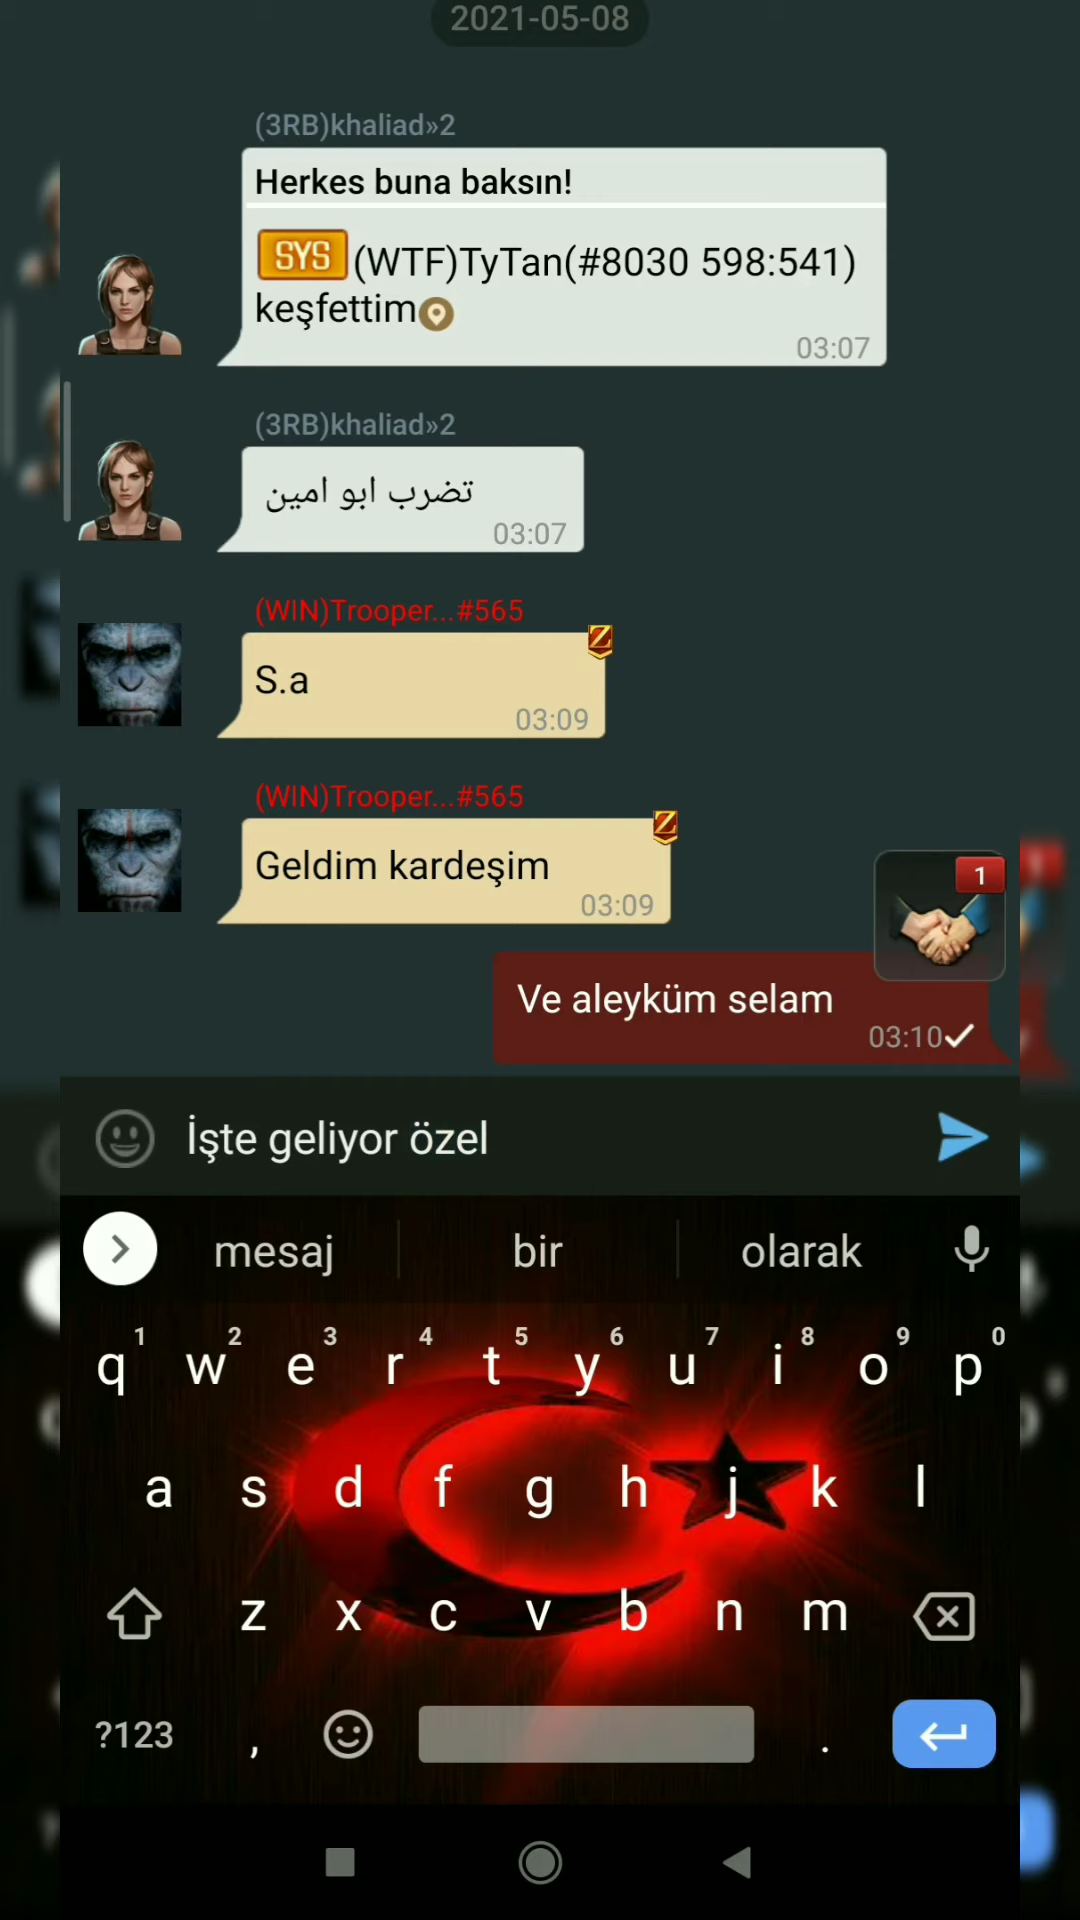 2021-05-08
(3RB)khaliad»2
Herkes buna baksın!
SYS (WTF)TyTan(#8030 598:541)
keşfettim
03:07
(3RB)khaliad»2
تضرب ابو امين
03:07
(WIN)Trooper...#565
Z
S.a
03:09
(WIN)Trooper...#565
Z
Geldim kardeşim
03:09
1
Ve aleyküm selam
03:10
İşte geliyor özel
mesaj bir olarak
1 2 3 4 5 6 7 8 9 0
q w e r t y u i o p
a s d f g h j k l
z x c v b n m
?123 , .